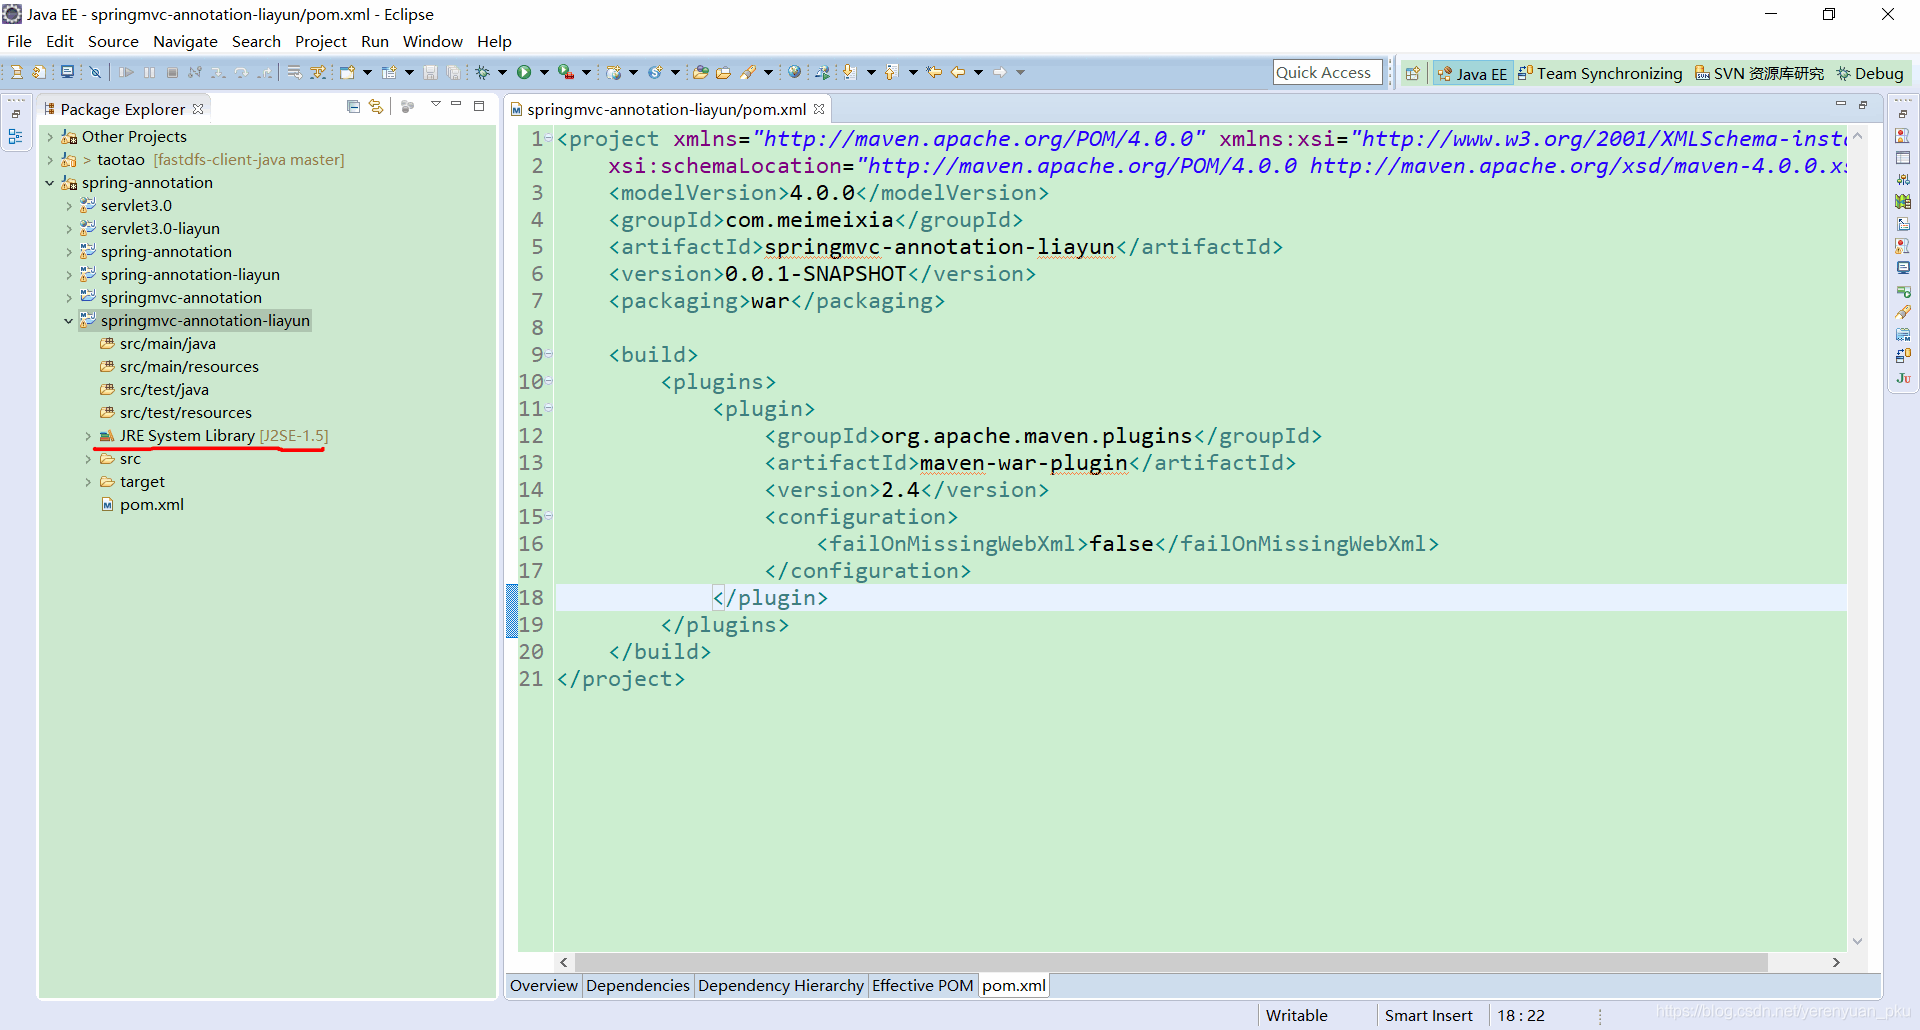 Java EE - springmvc-annotation-liayun/pom.xml - Eclipse
File Edit Source Navigate Search Project Run Window Help
Quick Access
Java EE
Team Synchronizing
SVN 资源库研究
Debug
Package Explorer
Other Projects
> taotao [fastdfs-client-java master]
spring-annotation
servlet3.0
servlet3.0-liayun
spring-annotation
spring-annotation-liayun
springmvc-annotation
springmvc-annotation-liayun
src/main/java
src/main/resources
src/test/java
src/test/resources
JRE System Library [J2SE-1.5]
src
target
pom.xml
springmvc-annotation-liayun/pom.xml
1 <project xmlns="http://maven.apache.org/POM/4.0.0" xmlns:xsi="http://www.w3.org/2001/XMLSchema-insta
2 xsi:schemaLocation="http://maven.apache.org/POM/4.0.0 http://maven.apache.org/xsd/maven-4.0.0.xs
3 <modelVersion>4.0.0</modelVersion>
4 <groupId>com.meimeixia</groupId>
5 <artifactId>springmvc-annotation-liayun</artifactId>
6 <version>0.0.1-SNAPSHOT</version>
7 <packaging>war</packaging>
8
9 <build>
10 <plugins>
11 <plugin>
12 <groupId>org.apache.maven.plugins</groupId>
13 <artifactId>maven-war-plugin</artifactId>
14 <version>2.4</version>
15 <configuration>
16 <failOnMissingWebXml>false</failOnMissingWebXml>
17 </configuration>
18 </plugin>
19 </plugins>
20 </build>
21 </project>
Overview Dependencies Dependency Hierarchy Effective POM pom.xml
Writable Smart Insert 18 : 22
https://blog.csdn.net/yerenyuan_pku